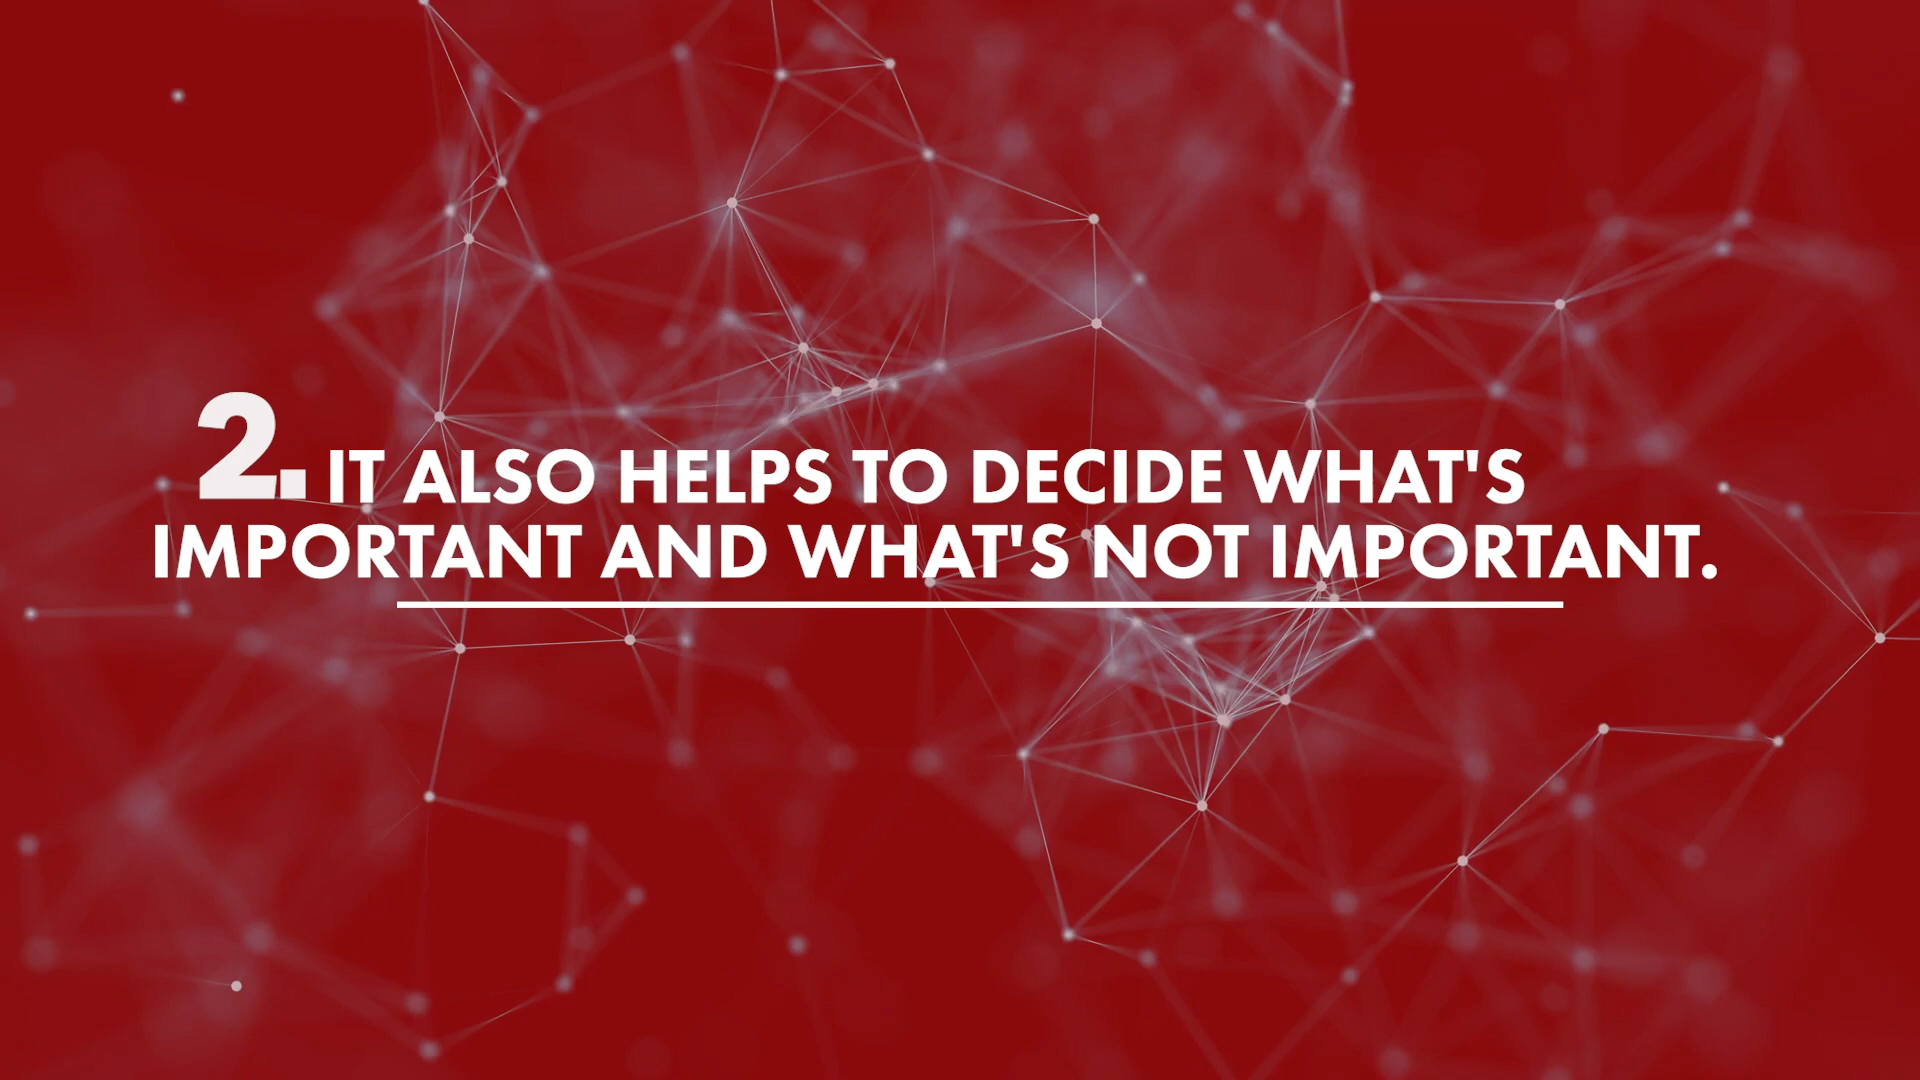 2. IT ALSO HELPS TO DECIDE WHAT'S
IMPORTANT AND WHAT'S NOT IMPORTANT.